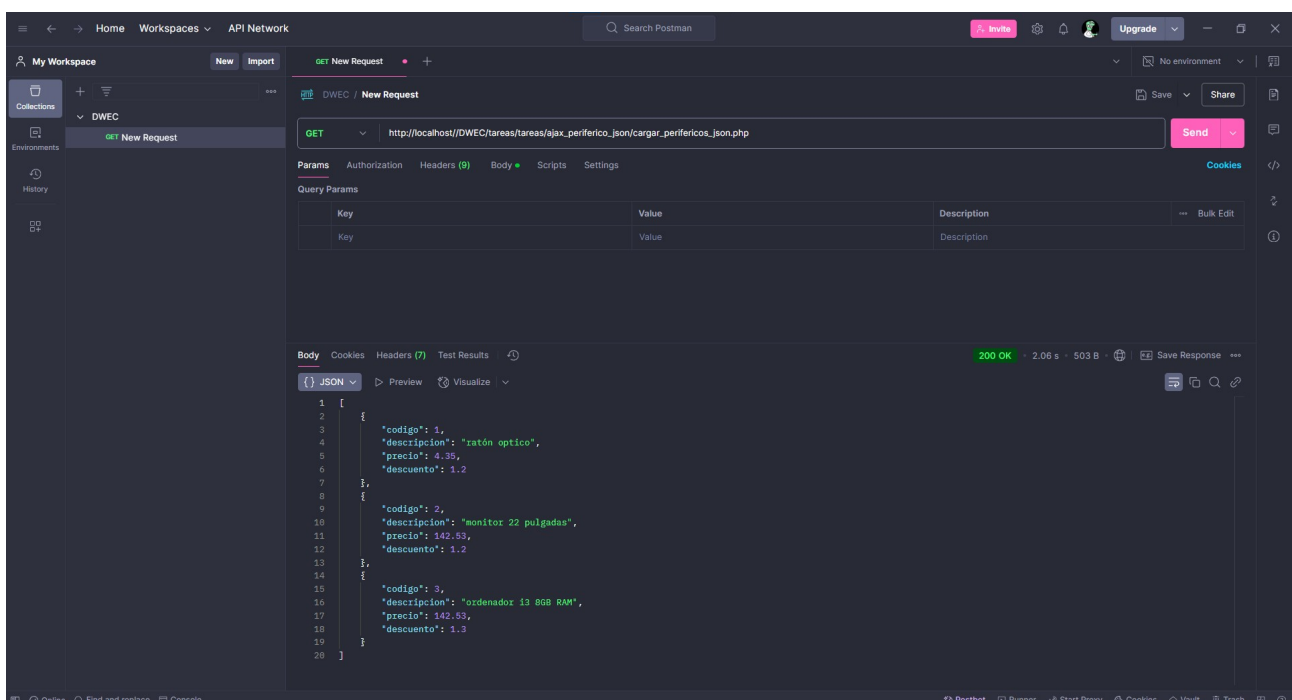 Home Workspaces API Network Search Postman Invite Upgrade
My Workspace New Import GET New Request No environment
Collections
DWEC
GET New Request
Environments
History
HTTP DWEC / New Request Save Share
GET http://localhost//DWEC/tareas/tareas/ajax_periferico_json/cargar_perifericos_json.php Send
Params Authorization Headers (9) Body Scripts Settings Cookies
Query Params
Key Value Description Bulk Edit
Key Value Description
Body Cookies Headers (7) Test Results 200 OK 2.06 s 503 B Save Response
{} JSON Preview Visualize
1 [
2 {
3 "codigo": 1,
4 "descripcion": "ratón optico",
5 "precio": 4.35,
6 "descuento": 1.2
7 },
8 {
9 "codigo": 2,
10 "descripcion": "monitor 22 pulgadas",
11 "precio": 142.53,
12 "descuento": 1.2
13 },
14 {
15 "codigo": 3,
16 "descripcion": "ordenador i3 8GB RAM",
17 "precio": 142.53,
18 "descuento": 1.3
19 }
20 ]
Online Find and replace Console Postbot Runner Start Proxy Cookies Vault Trash